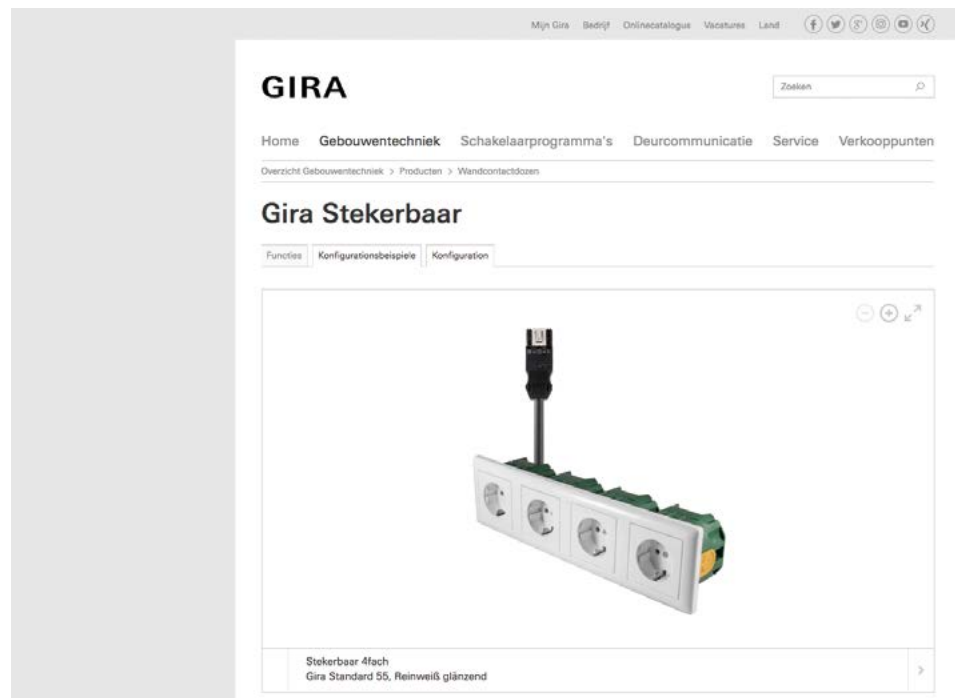 Mijn Gira Bedrijf Onlinecatalogus Vacatures Land
GIRA
Zoeken
Home Gebouwentechniek Schakelaarprogramma's Deurcommunicatie Service Verkooppunten
Overzicht Gebouwentechniek > Producten > Wandcontactdozen
Gira Stekerbaar
Functies Konfigurationsbeispiele Konfiguration
Stekerbaar 4fach
Gira Standard 55, Reinweiß glänzend